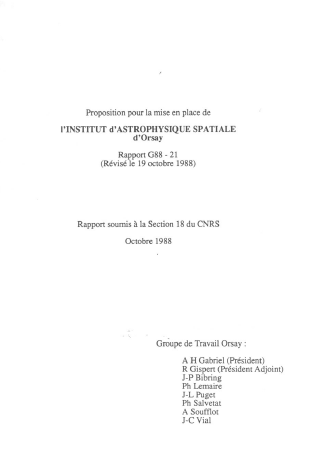 Proposition pour la mise en place de
l'INSTITUT d'ASTROPHYSIQUE SPATIALE
d'Orsay
Rapport G88 - 21
(Révisé le 19 octobre 1988)
Rapport soumis à la Section 18 du CNRS
Octobre 1988
Groupe de Travail Orsay :
A H Gabriel (Président)
R Gispert (Président Adjoint)
J-P Bibring
Ph Lemaire
J-L Puget
Ph Salvetat
A Soufflot
J-C Vial